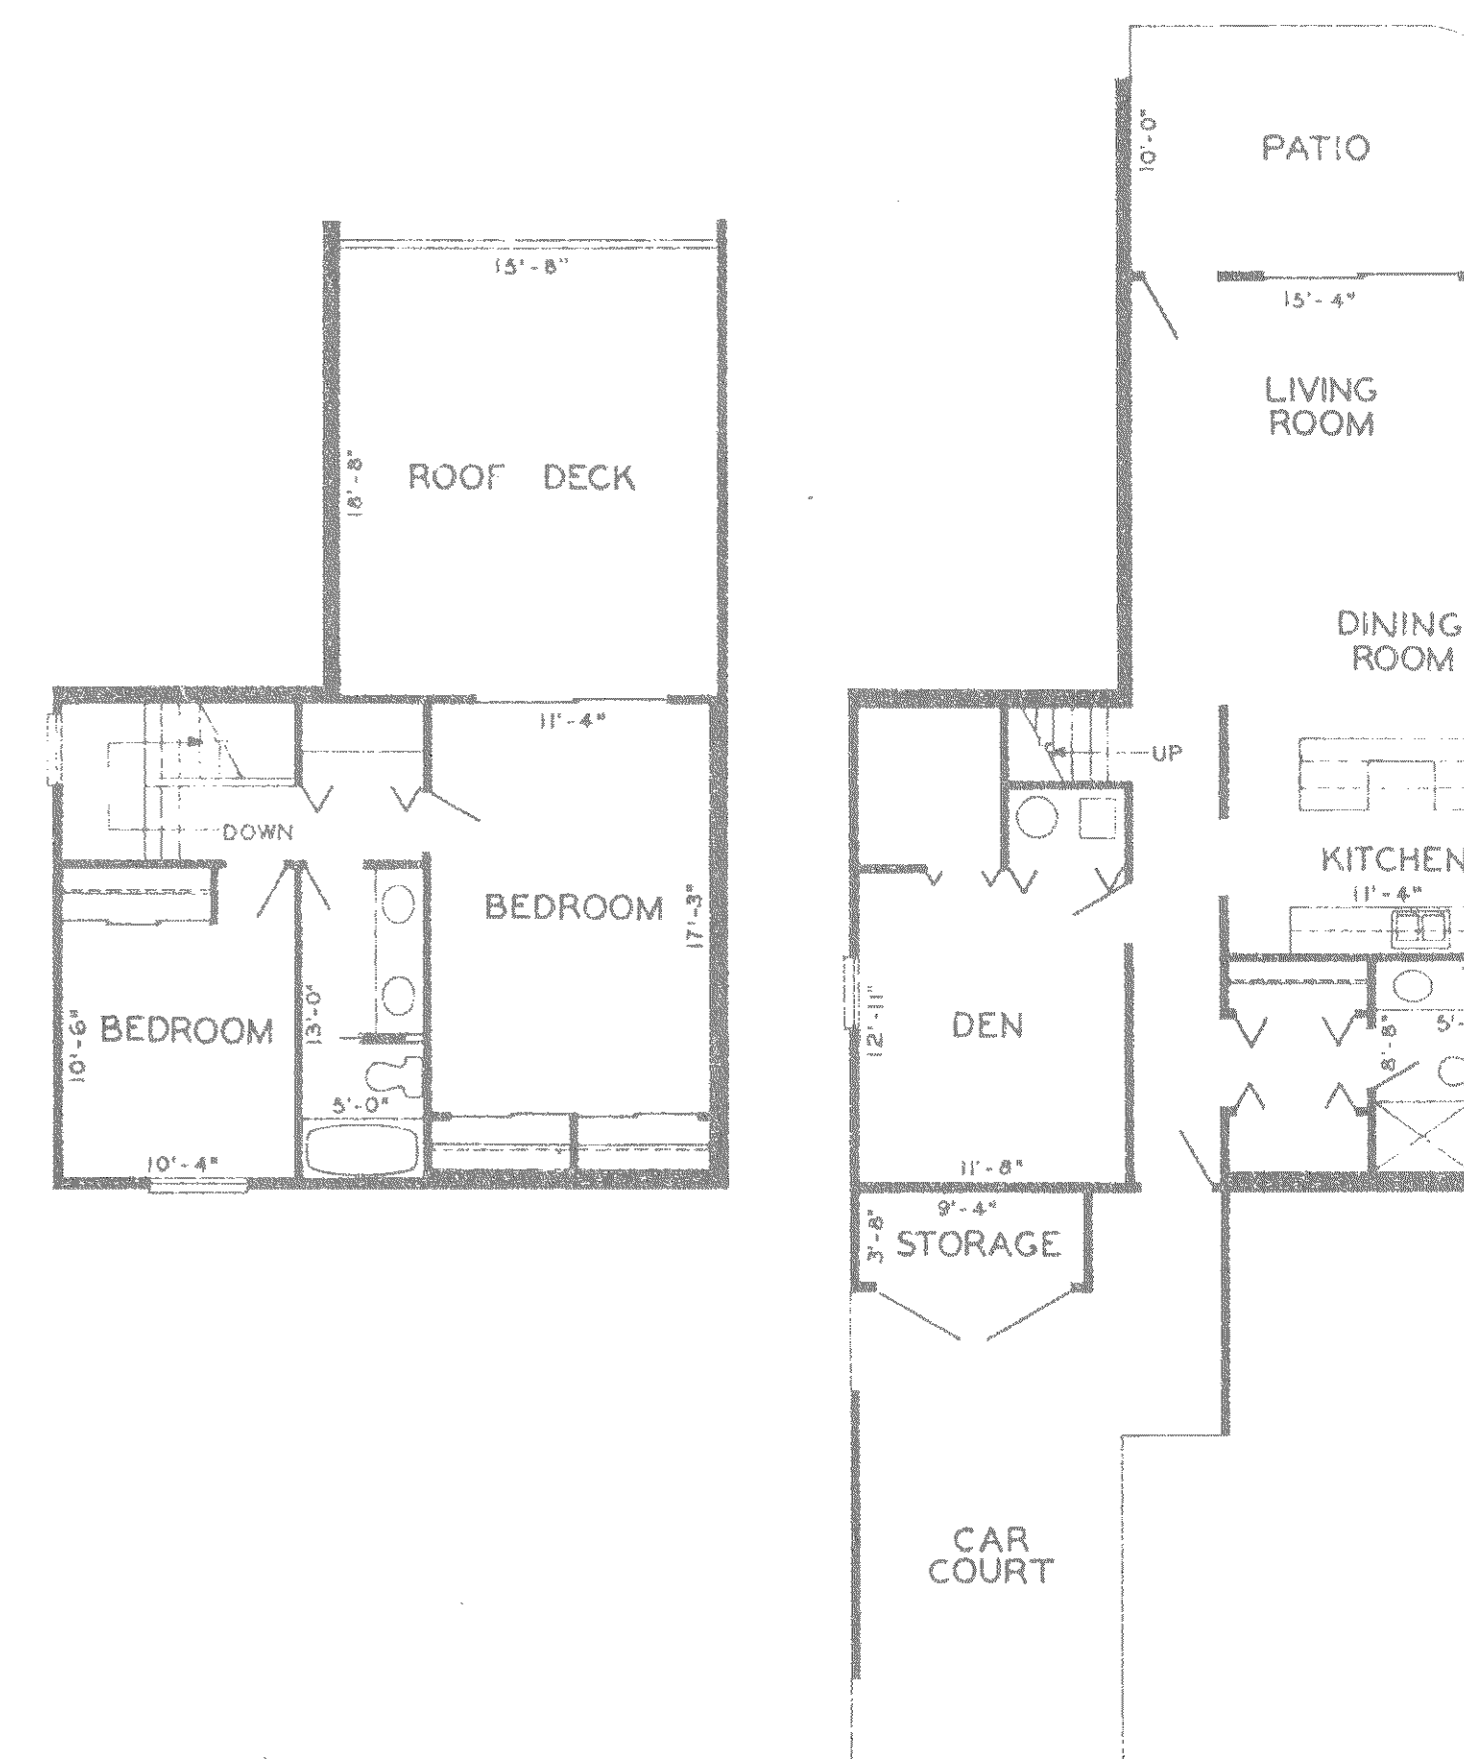 15'-8"
18'-8"
ROOF DECK
11'-4"
DOWN
BEDROOM
17'-3"
BEDROOM
10'-6"
13'-0"
5'-0"
10'-4"
PATIO
10'-0"
15'-4"
LIVING
ROOM
DINING
ROOM
UP
KITCHEN
11'-4"
DEN
12'-11"
5'-
8'-8"
11'-8"
9'-4"
3'-8"
STORAGE
CAR
COURT